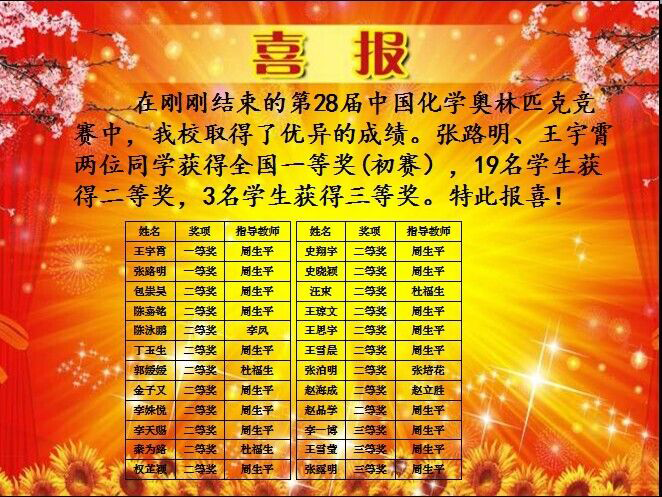 喜 报
在刚刚结束的第28届中国化学奥林匹克竞
赛中，我校取得了优异的成绩。张路明、王宇霄
两位同学获得全国一等奖(初赛），19名学生获
得二等奖，3名学生获得三等奖。特此报喜！
姓名 奖项 指导教师 姓名 奖项 指导教师
王宇霄 一等奖 周生平 史翔宇 二等奖 周生平
张路明 一等奖 周生平 史晓颖 二等奖 周生平
包崇昊 二等奖 周生平 汪束 二等奖 杜福生
陈嘉铭 二等奖 周生平 王琼文 二等奖 周生平
陈泳鹏 二等奖 李风 王思宇 二等奖 周生平
丁玉生 二等奖 周生平 王雪晨 二等奖 周生平
郭媛媛 二等奖 杜福生 张泊明 二等奖 张培花
金子又 二等奖 周生平 赵海成 二等奖 赵立胜
李姝悦 二等奖 周生平 赵晶学 二等奖 周生平
李天赐 二等奖 周生平 李一博 三等奖 周生平
秦为路 二等奖 杜福生 王雪莹 三等奖 周生平
权芷颖 二等奖 周生平 张露明 三等奖 周生平